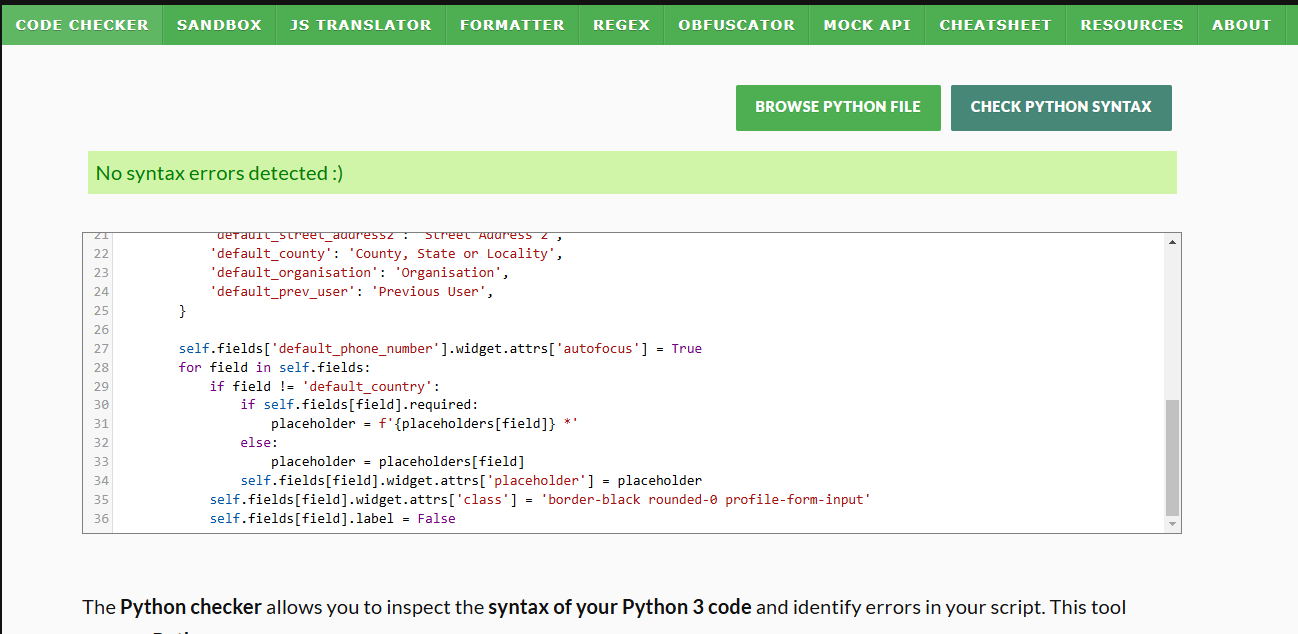 CODE CHECKER SANDBOX JS TRANSLATOR FORMATTER REGEX OBFUSCATOR MOCK API CHEATSHEET RESOURCES ABOUT
BROWSE PYTHON FILE CHECK PYTHON SYNTAX
No syntax errors detected :)
21 'default_street_address2': 'Street Address 2',
22 'default_county': 'County, State or Locality',
23 'default_organisation': 'Organisation',
24 'default_prev_user': 'Previous User',
25 }
26
27 self.fields['default_phone_number'].widget.attrs['autofocus'] = True
28 for field in self.fields:
29 if field != 'default_country':
30 if self.fields[field].required:
31 placeholder = f'{placeholders[field]} *'
32 else:
33 placeholder = placeholders[field]
34 self.fields[field].widget.attrs['placeholder'] = placeholder
35 self.fields[field].widget.attrs['class'] = 'border-black rounded-0 profile-form-input'
36 self.fields[field].label = False
The Python checker allows you to inspect the syntax of your Python 3 code and identify errors in your script. This tool